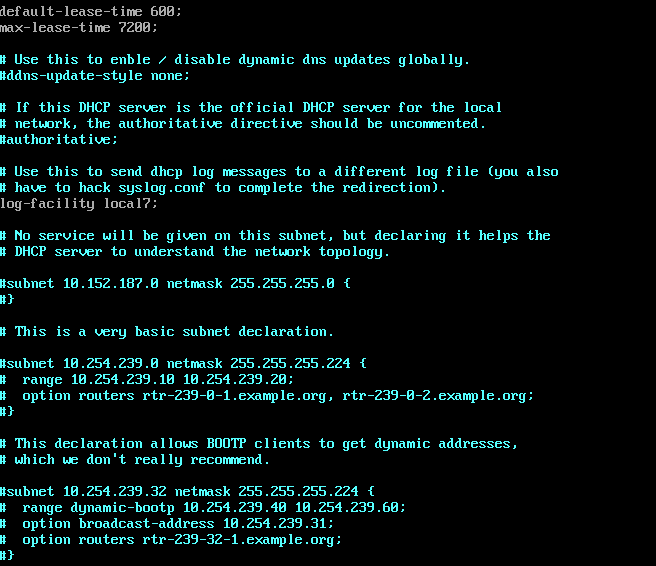 default-lease-time 600;
max-lease-time 7200;
# Use this to enble / disable dynamic dns updates globally.
#ddns-update-style none;
# If this DHCP server is the official DHCP server for the local
# network, the authoritative directive should be uncommented.
#authoritative;
# Use this to send dhcp log messages to a different log file (you also
# have to hack syslog.conf to complete the redirection).
log-facility local7;
# No service will be given on this subnet, but declaring it helps the
# DHCP server to understand the network topology.
#subnet 10.152.187.0 netmask 255.255.255.0 {
#}
# This is a very basic subnet declaration.
#subnet 10.254.239.0 netmask 255.255.255.224 {
#  range 10.254.239.10 10.254.239.20;
#  option routers rtr-239-0-1.example.org, rtr-239-0-2.example.org;
#}
# This declaration allows BOOTP clients to get dynamic addresses,
# which we don't really recommend.
#subnet 10.254.239.32 netmask 255.255.255.224 {
#  range dynamic-bootp 10.254.239.40 10.254.239.60;
#  option broadcast-address 10.254.239.31;
#  option routers rtr-239-32-1.example.org;
#}